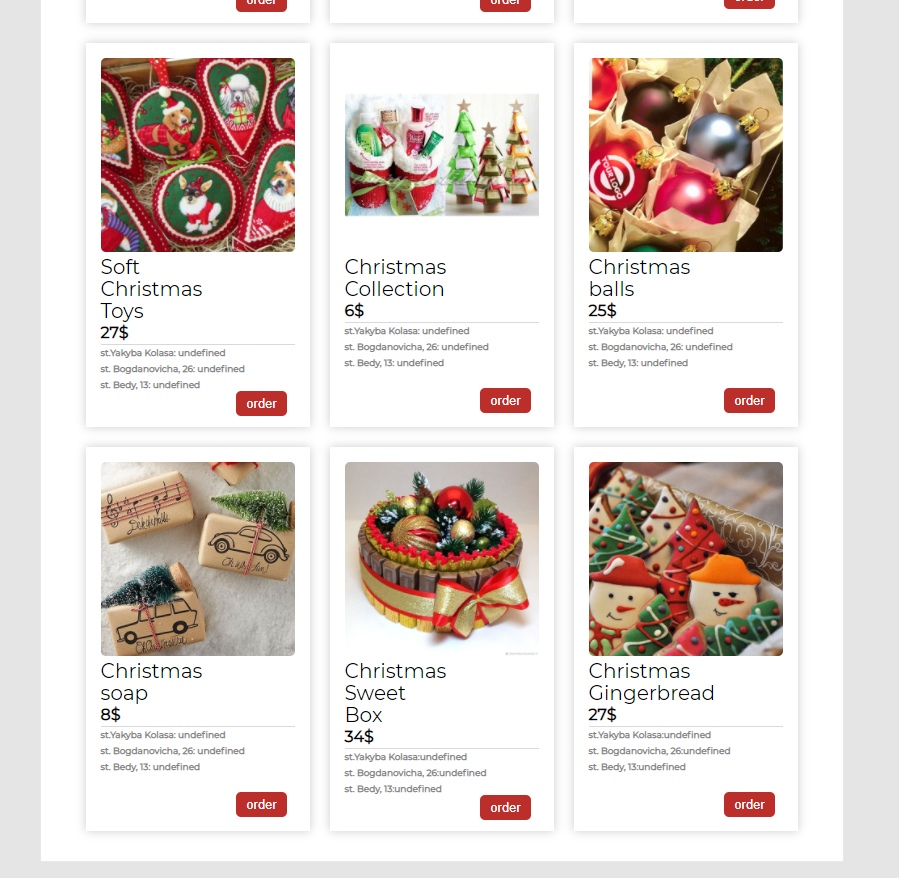 order
order
order
YOUR LOGO
Soft
Christmas
Toys
27$
st.Yakyba Kolasa: undefined
st. Bogdanovicha, 26: undefined
st. Bedy, 13: undefined
order
Christmas
Collection
6$
st.Yakyba Kolasa: undefined
st. Bogdanovicha, 26: undefined
st. Bedy, 13: undefined
order
Christmas
balls
25$
st.Yakyba Kolasa: undefined
st. Bogdanovicha, 26: undefined
st. Bedy, 13: undefined
order
Christmas
soap
8$
st.Yakyba Kolasa: undefined
st. Bogdanovicha, 26: undefined
st. Bedy, 13: undefined
order
Christmas
Sweet
Box
34$
st.Yakyba Kolasa:undefined
st. Bogdanovicha, 26:undefined
st. Bedy, 13:undefined
order
Christmas
Gingerbread
27$
st.Yakyba Kolasa:undefined
st. Bogdanovicha, 26:undefined
st. Bedy, 13:undefined
order